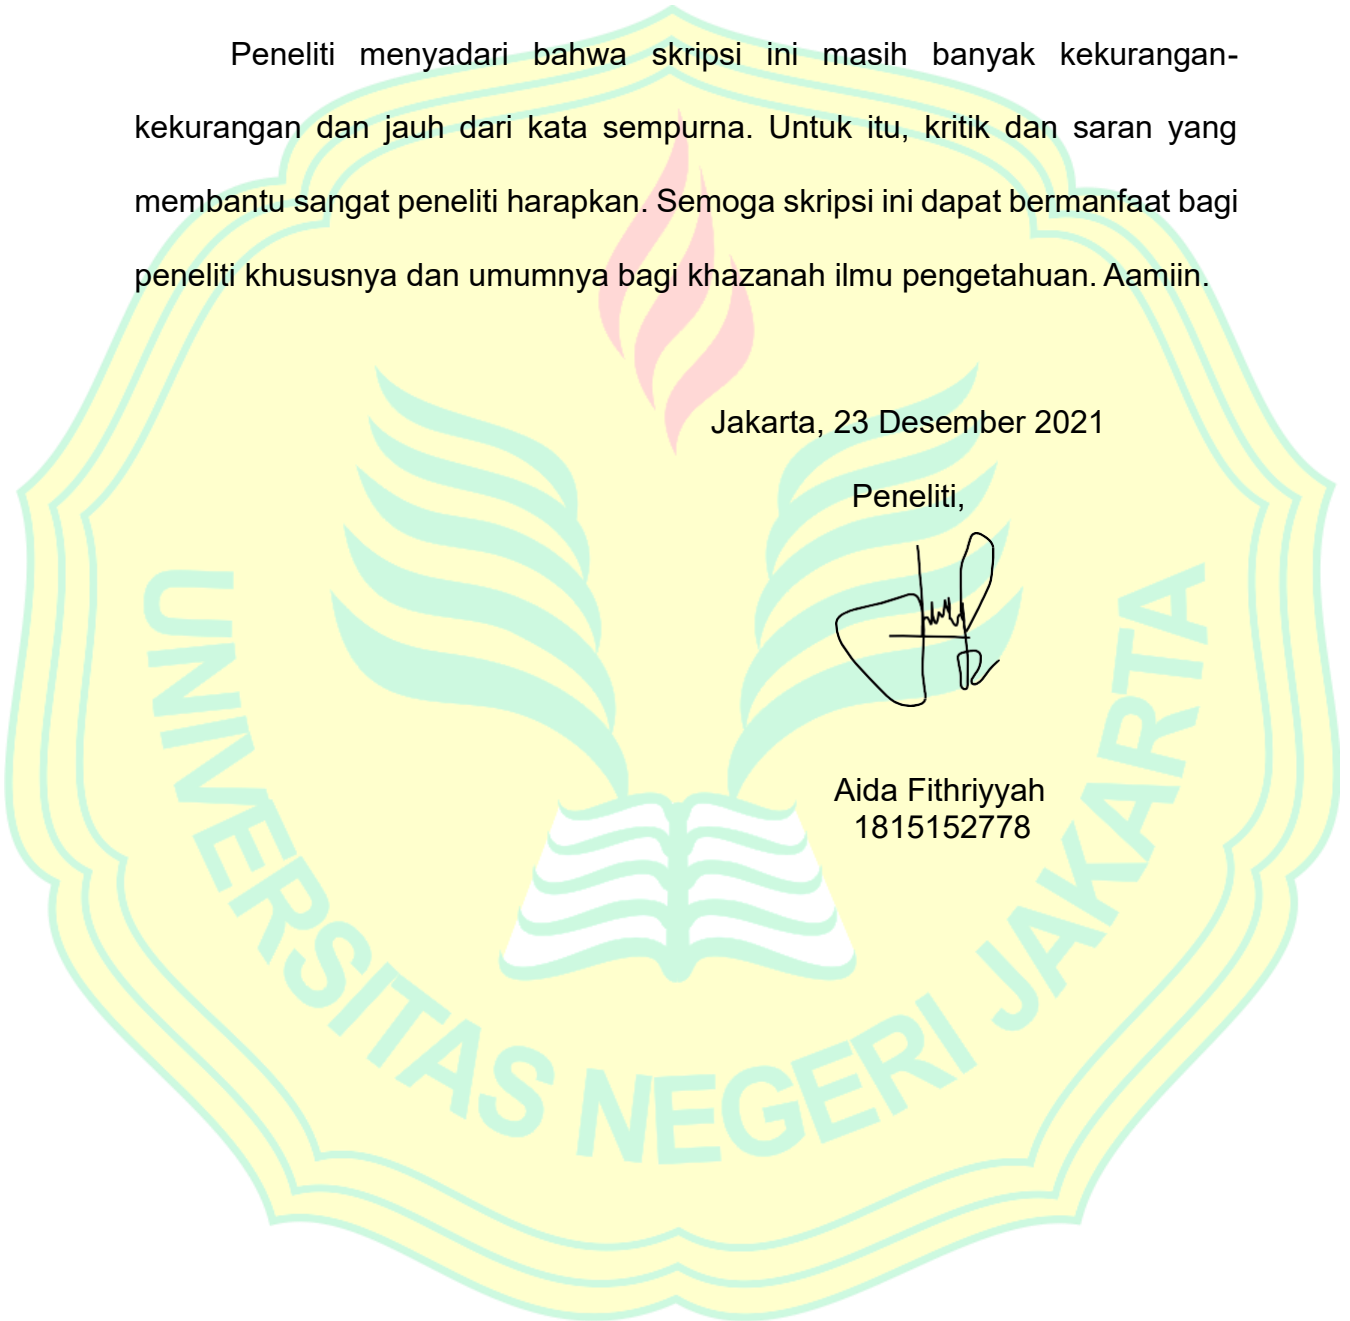 Peneliti menyadari bahwa skripsi ini masih banyak kekurangan-
kekurangan dan jauh dari kata sempurna. Untuk itu, kritik dan saran yang
membantu sangat peneliti harapkan. Semoga skripsi ini dapat bermanfaat bagi
peneliti khususnya dan umumnya bagi khazanah ilmu pengetahuan. Aamiin.
Jakarta, 23 Desember 2021
Peneliti,
Aida Fithriyyah
1815152778
UNIVERSITAS NEGERI JAKARTA